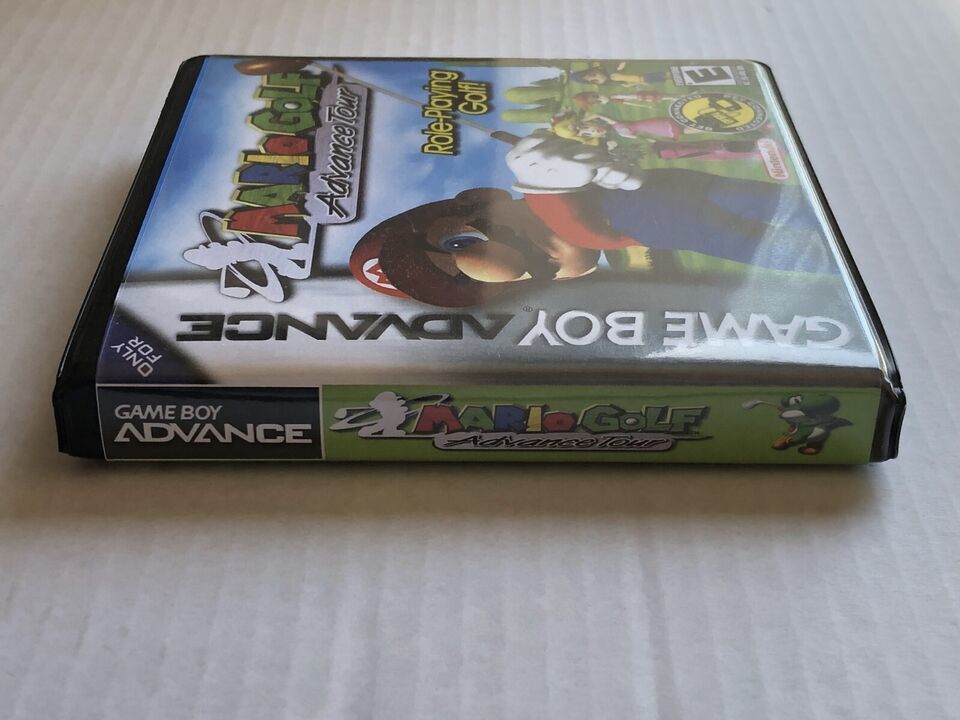 MARIO GOLF
Advance Tour
Role-Playing
Golf!
E
Nintendo
M
GAME BOY ADVANCE
ONLY
FOR
GAME BOY
ADVANCE
MARIO GOLF
Advance Tour